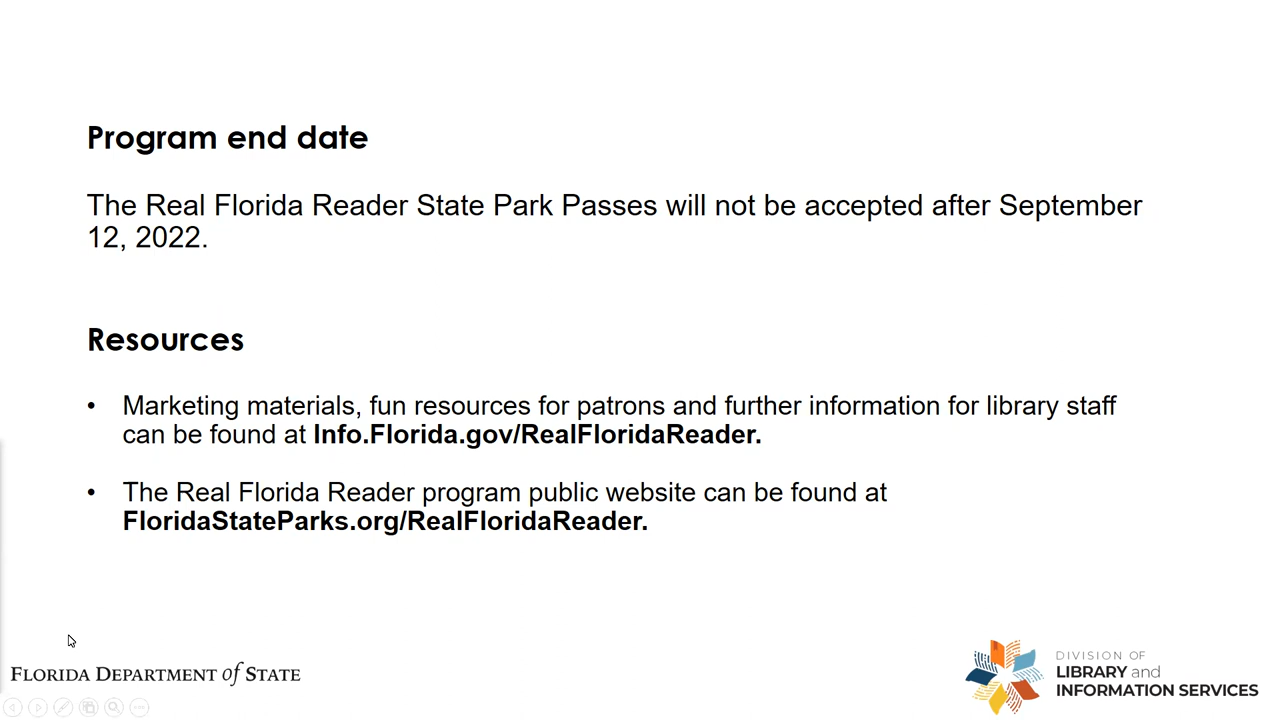 Program end date
The Real Florida Reader State Park Passes will not be accepted after September
12, 2022.
Resources
• Marketing materials, fun resources for patrons and further information for library staff
can be found at Info.Florida.gov/RealFloridaReader.
• The Real Florida Reader program public website can be found at
FloridaStateParks.org/RealFloridaReader.
FLORIDA DEPARTMENT of STATE
DIVISION OF
LIBRARY and
INFORMATION SERVICES